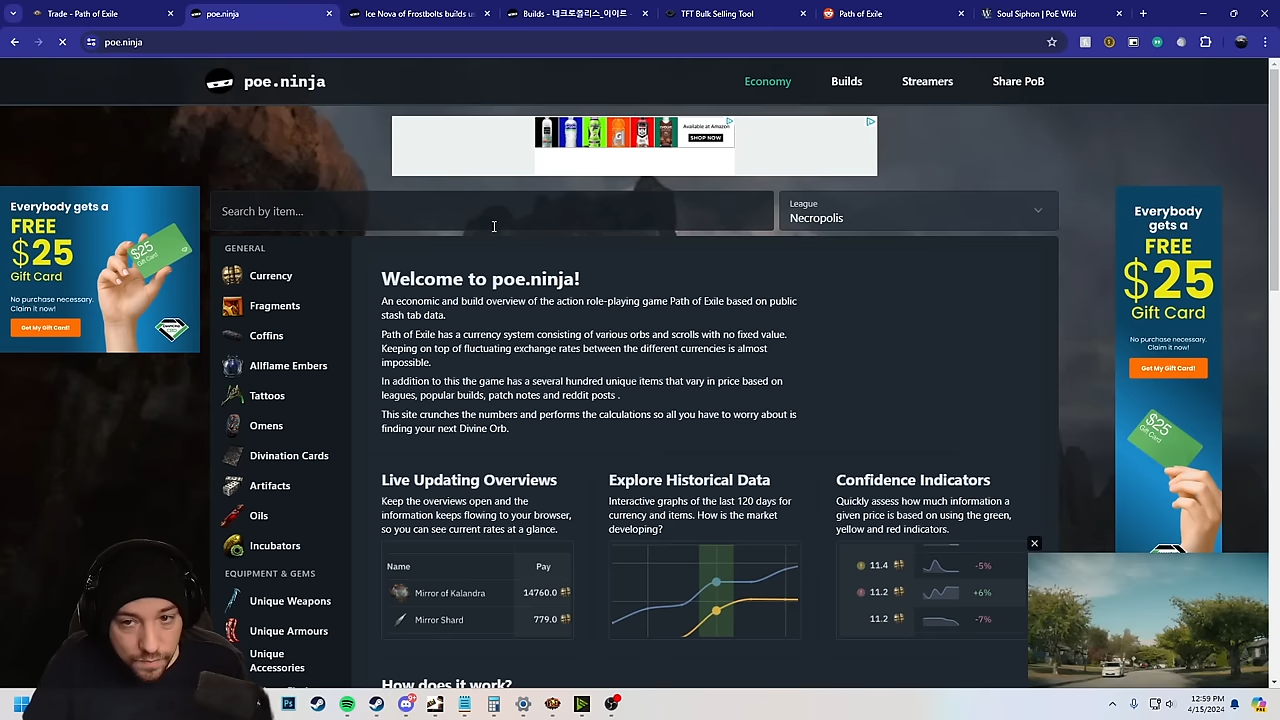 Trade - Path of Exile
poe.ninja
Ice Nova of Frostbolts builds u
Builds - 네크로폴리스_이이트
TFT Bulk Selling Tool
Path of Exile
Soul Siphon | PoE Wiki
poe.ninja
poe.ninja
Economy
Builds
Streamers
Share PoB
Available at Amazon
SHOP NOW
Everybody gets a
FREE
$25
Gift Card
No purchase necessary.
Claim it now!
Get My Gift Card!
$25
Gift Card
Search by item...
League
Necropolis
GENERAL
Currency
Fragments
Coffins
Allflame Embers
Tattoos
Omens
Divination Cards
Artifacts
Oils
Incubators
EQUIPMENT & GEMS
Unique Weapons
Unique Armours
Unique
Accessories
Welcome to poe.ninja!
An economic and build overview of the action role-playing game Path of Exile based on public
stash tab data.
Path of Exile has a currency system consisting of various orbs and scrolls with no fixed value.
Keeping on top of fluctuating exchange rates between the different currencies is almost
impossible.
In addition to this the game has a several hundred unique items that vary in price based on
leagues, popular builds, patch notes and reddit posts .
This site crunches the numbers and performs the calculations so all you have to worry about is
finding your next Divine Orb.
Live Updating Overviews
Keep the overviews open and the
information keeps flowing to your browser,
so you can see current rates at a glance.
Name
Pay
Mirror of Kalandra
14760.0
Mirror Shard
779.0
Explore Historical Data
Interactive graphs of the last 120 days for
currency and items. How is the market
developing?
Confidence Indicators
Quickly assess how much information a
given price is based on using the green,
yellow and red indicators.
11.4
-5%
11.2
+6%
11.2
-7%
How does it work?
Everybody
gets a
FREE
$25
Gift Card
No purchase necessary.
Claim it now!
Get My Gift Card!
$25
Gift Card
12:59 PM
4/15/2024